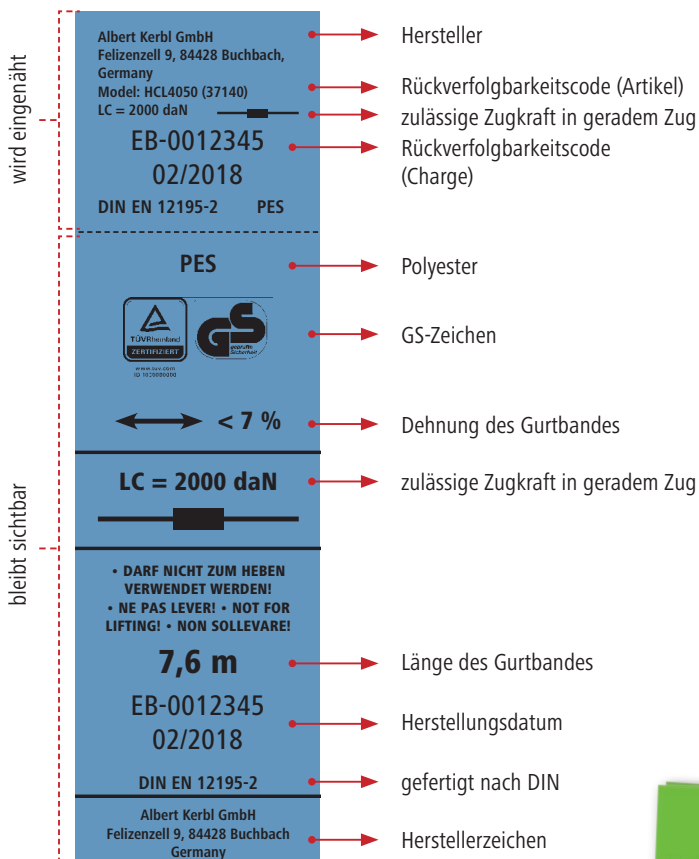 wird eingenäht
bleibt sichtbar
Albert Kerbl GmbH
Felizenzell 9, 84428 Buchbach,
Germany
Model: HCL4050 (37140)
LC = 2000 daN
EB-0012345
02/2018
DIN EN 12195-2 PES
PES
TÜVRheinland
ZERTIFIZIERT
www.tuv.com
GS
geprüfte
Sicherheit
< 7 %
LC = 2000 daN
• DARF NICHT ZUM HEBEN
VERWENDET WERDEN!
• NE PAS LEVER! • NOT FOR
LIFTING! • NON SOLLEVARE!
7,6 m
EB-0012345
02/2018
DIN EN 12195-2
Albert Kerbl GmbH
Felizenzell 9, 84428 Buchbach
Germany
Hersteller
Rückverfolgbarkeitscode (Artikel)
zulässige Zugkraft in geradem Zug
Rückverfolgbarkeitscode
(Charge)
Polyester
GS-Zeichen
Dehnung des Gurtbandes
zulässige Zugkraft in geradem Zug
Länge des Gurtbandes
Herstellungsdatum
gefertigt nach DIN
Herstellerzeichen